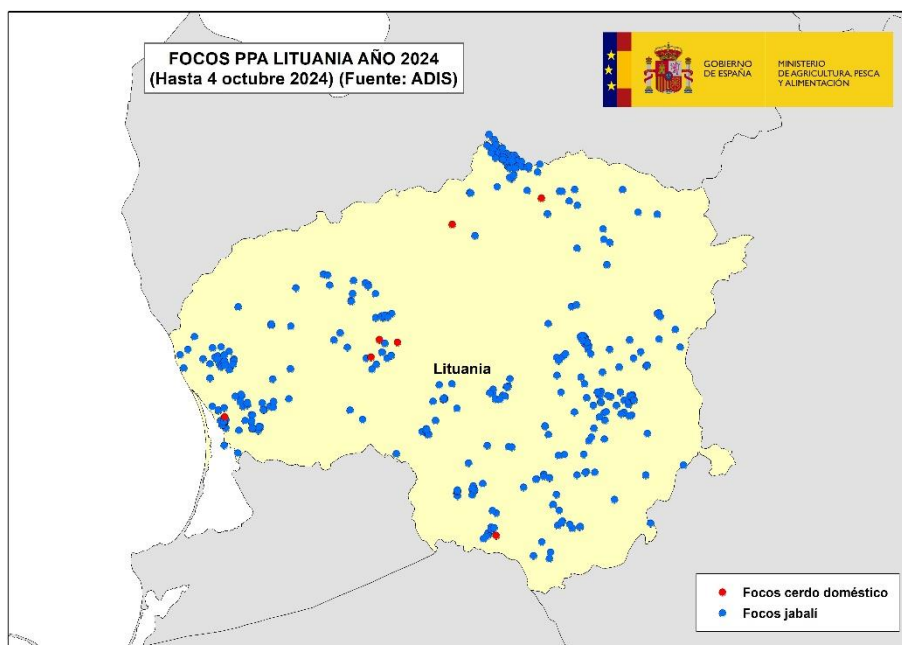 FOCOS PPA LITUANIA AÑO 2024
(Hasta 4 octubre 2024) (Fuente: ADIS)
GOBIERNO
DE ESPAÑA
MINISTERIO
DE AGRICULTURA, PESCA
Y ALIMENTACIÓN
Lituania
Focos cerdo doméstico
Focos jabalí